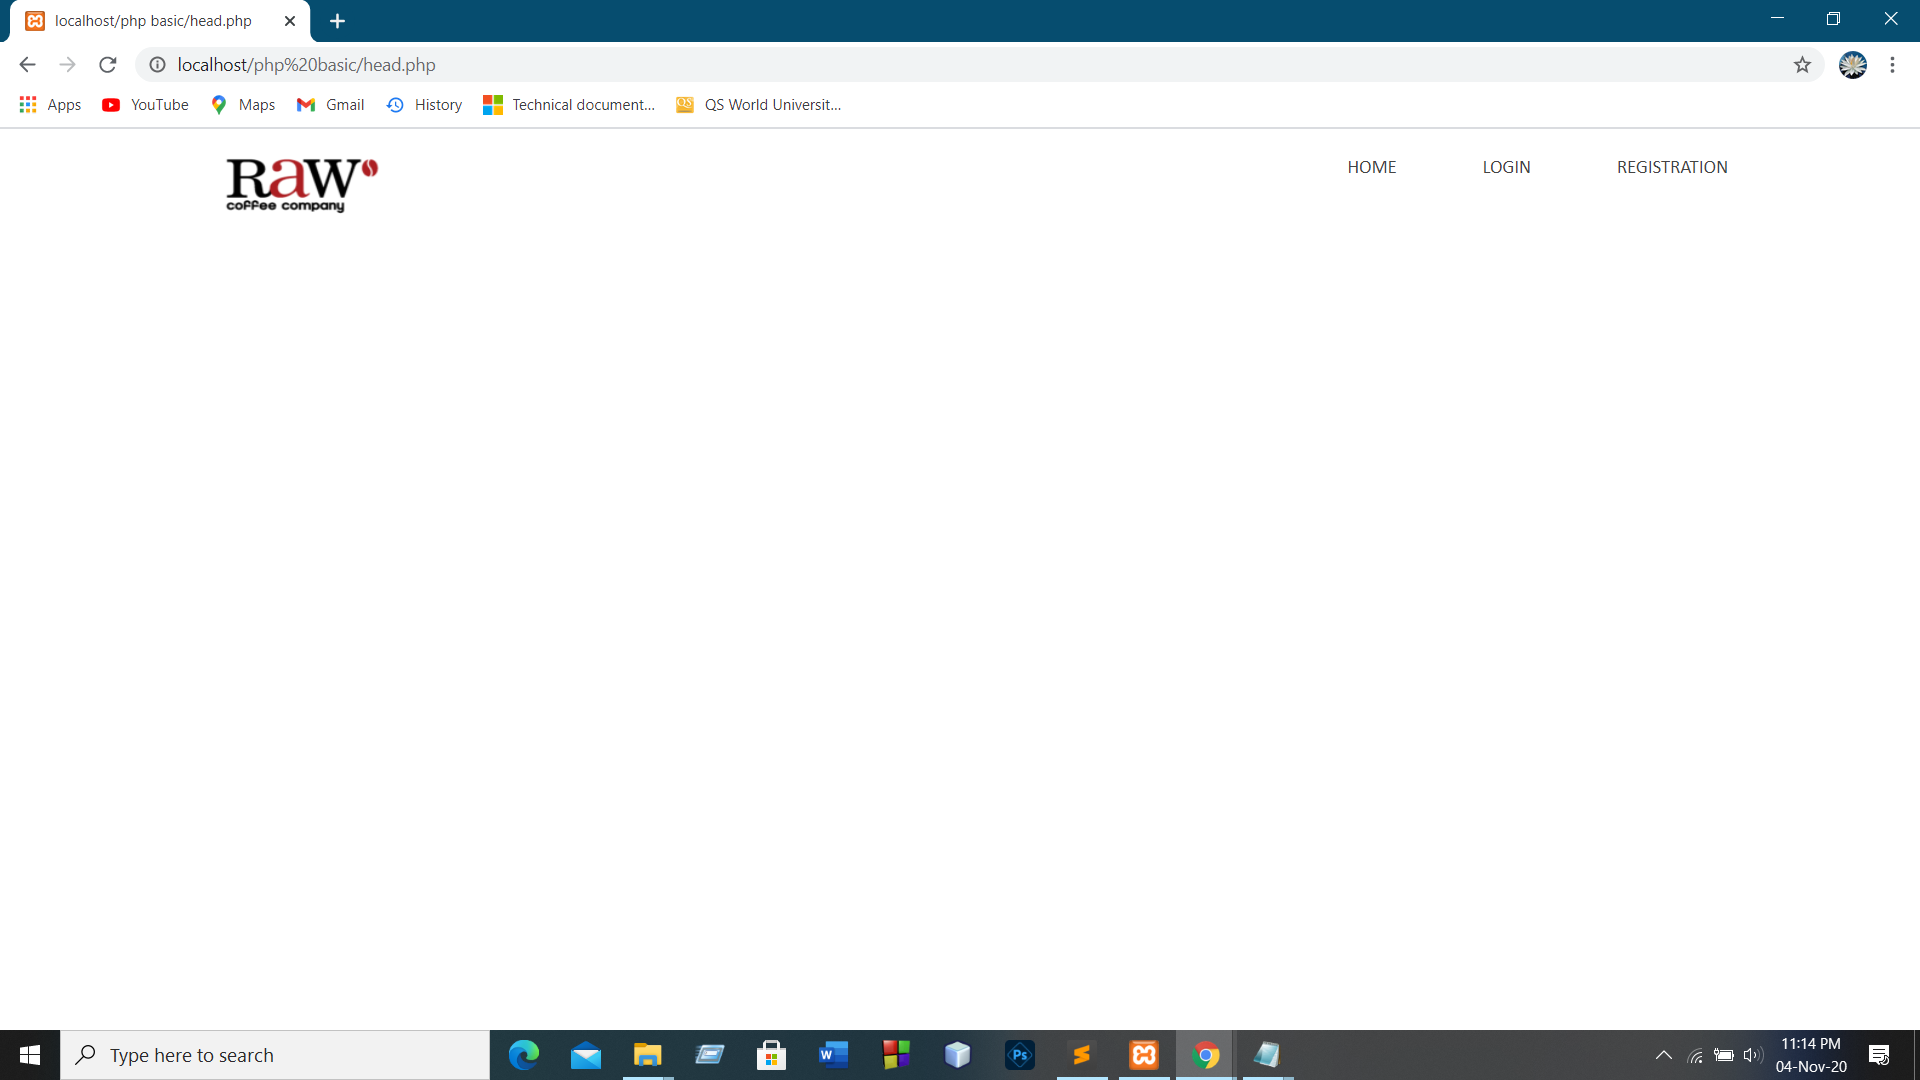 localhost/php basic/head.php
localhost/php%20basic/head.php
Apps YouTube Maps Gmail History Technical document... QS World Universit...
Raw HOME LOGIN REGISTRATION
coffee company
Type here to search
11:14 PM
04-Nov-20